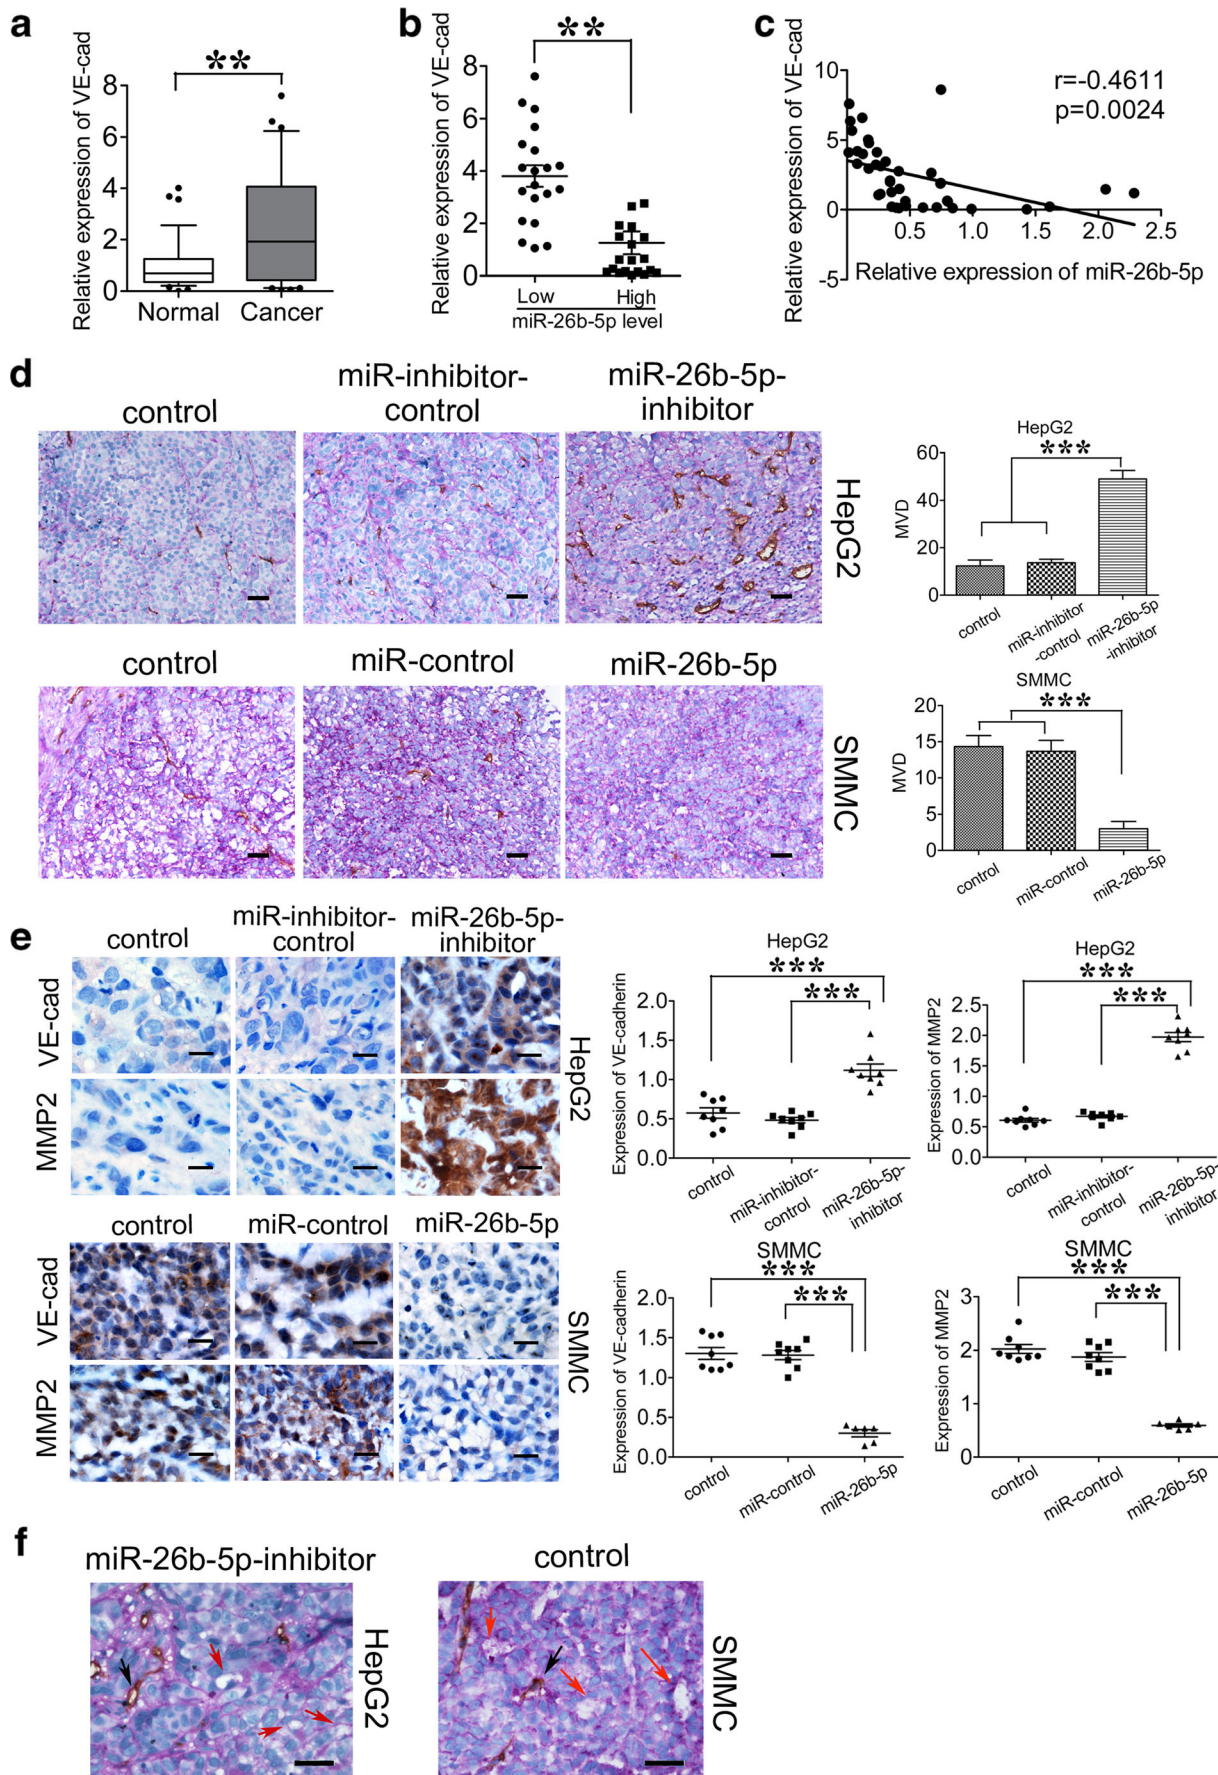 a
Relative expression of VE-cad
8
6
4
2
0
**
Normal
Cancer
b
Relative expression of VE-cad
8
6
4
2
0
**
Low
High
miR-26b-5p level
c
Relative expression of VE-cad
10
5
0
-5
r=-0.4611
p=0.0024
0.5
1.0
1.5
2.0
2.5
Relative expression of miR-26b-5p
d
control
miR-inhibitor-
control
miR-26b-5p-
inhibitor
HepG2
HepG2
***
60
40
20
0
MVD
control
miR-inhibitor
-control
miR-26b-5p
-inhibitor
control
miR-control
miR-26b-5p
SMMC
SMMC
***
20
15
10
5
0
MVD
control
miR-control
miR-26b-5p
e
control
miR-inhibitor-
control
miR-26b-5p-
inhibitor
VE-cad
MMP2
HepG2
HepG2
***
***
Expression of VE-cadherin
2.0
1.5
1.0
0.5
0.0
control
miR-inhibitor-
control
miR-26b-5p-
inhibitor
HepG2
***
***
Expression of MMP2
2.5
2.0
1.5
1.0
0.5
0.0
control
miR-inhibitor-
control
miR-26b-5p-
inhibitor
control
miR-control
miR-26b-5p
VE-cad
MMP2
SMMC
SMMC
***
***
Expression of VE-cadherin
2.0
1.5
1.0
0.5
0.0
control
miR-control
miR-26b-5p
SMMC
***
***
Expression of MMP2
3
2
1
0
control
miR-control
miR-26b-5p
f
miR-26b-5p-inhibitor
HepG2
control
SMMC